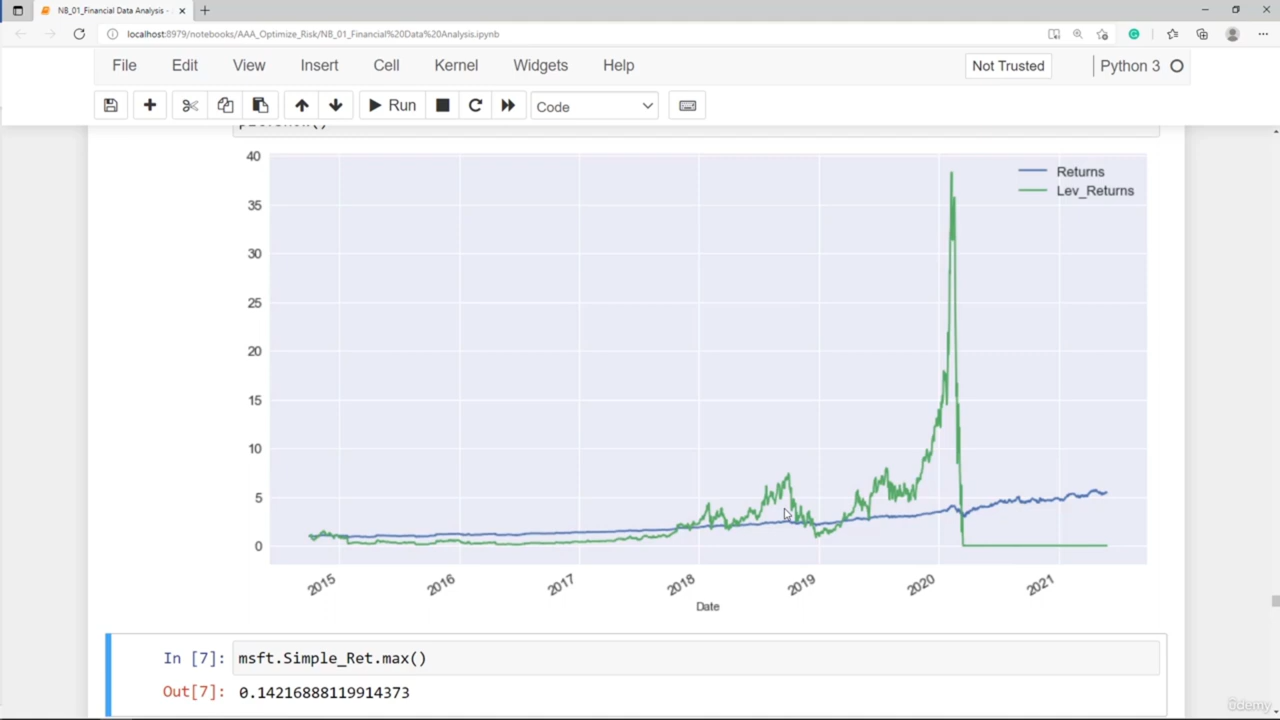 NB_01_Financial Data Analysis -
localhost:8979/notebooks/AAA_Optimize_Risk/NB_01_Financial%20Data%20Analysis.ipynb
File Edit View Insert Cell Kernel Widgets Help Not Trusted Python 3
Run Code
40
Returns
Lev_Returns
35
30
25
20
15
10
5
0
2015 2016 2017 2018 2019 2020 2021
Date
In [7]: msft.Simple_Ret.max()
Out[7]: 0.14216888119914373
ûdemy